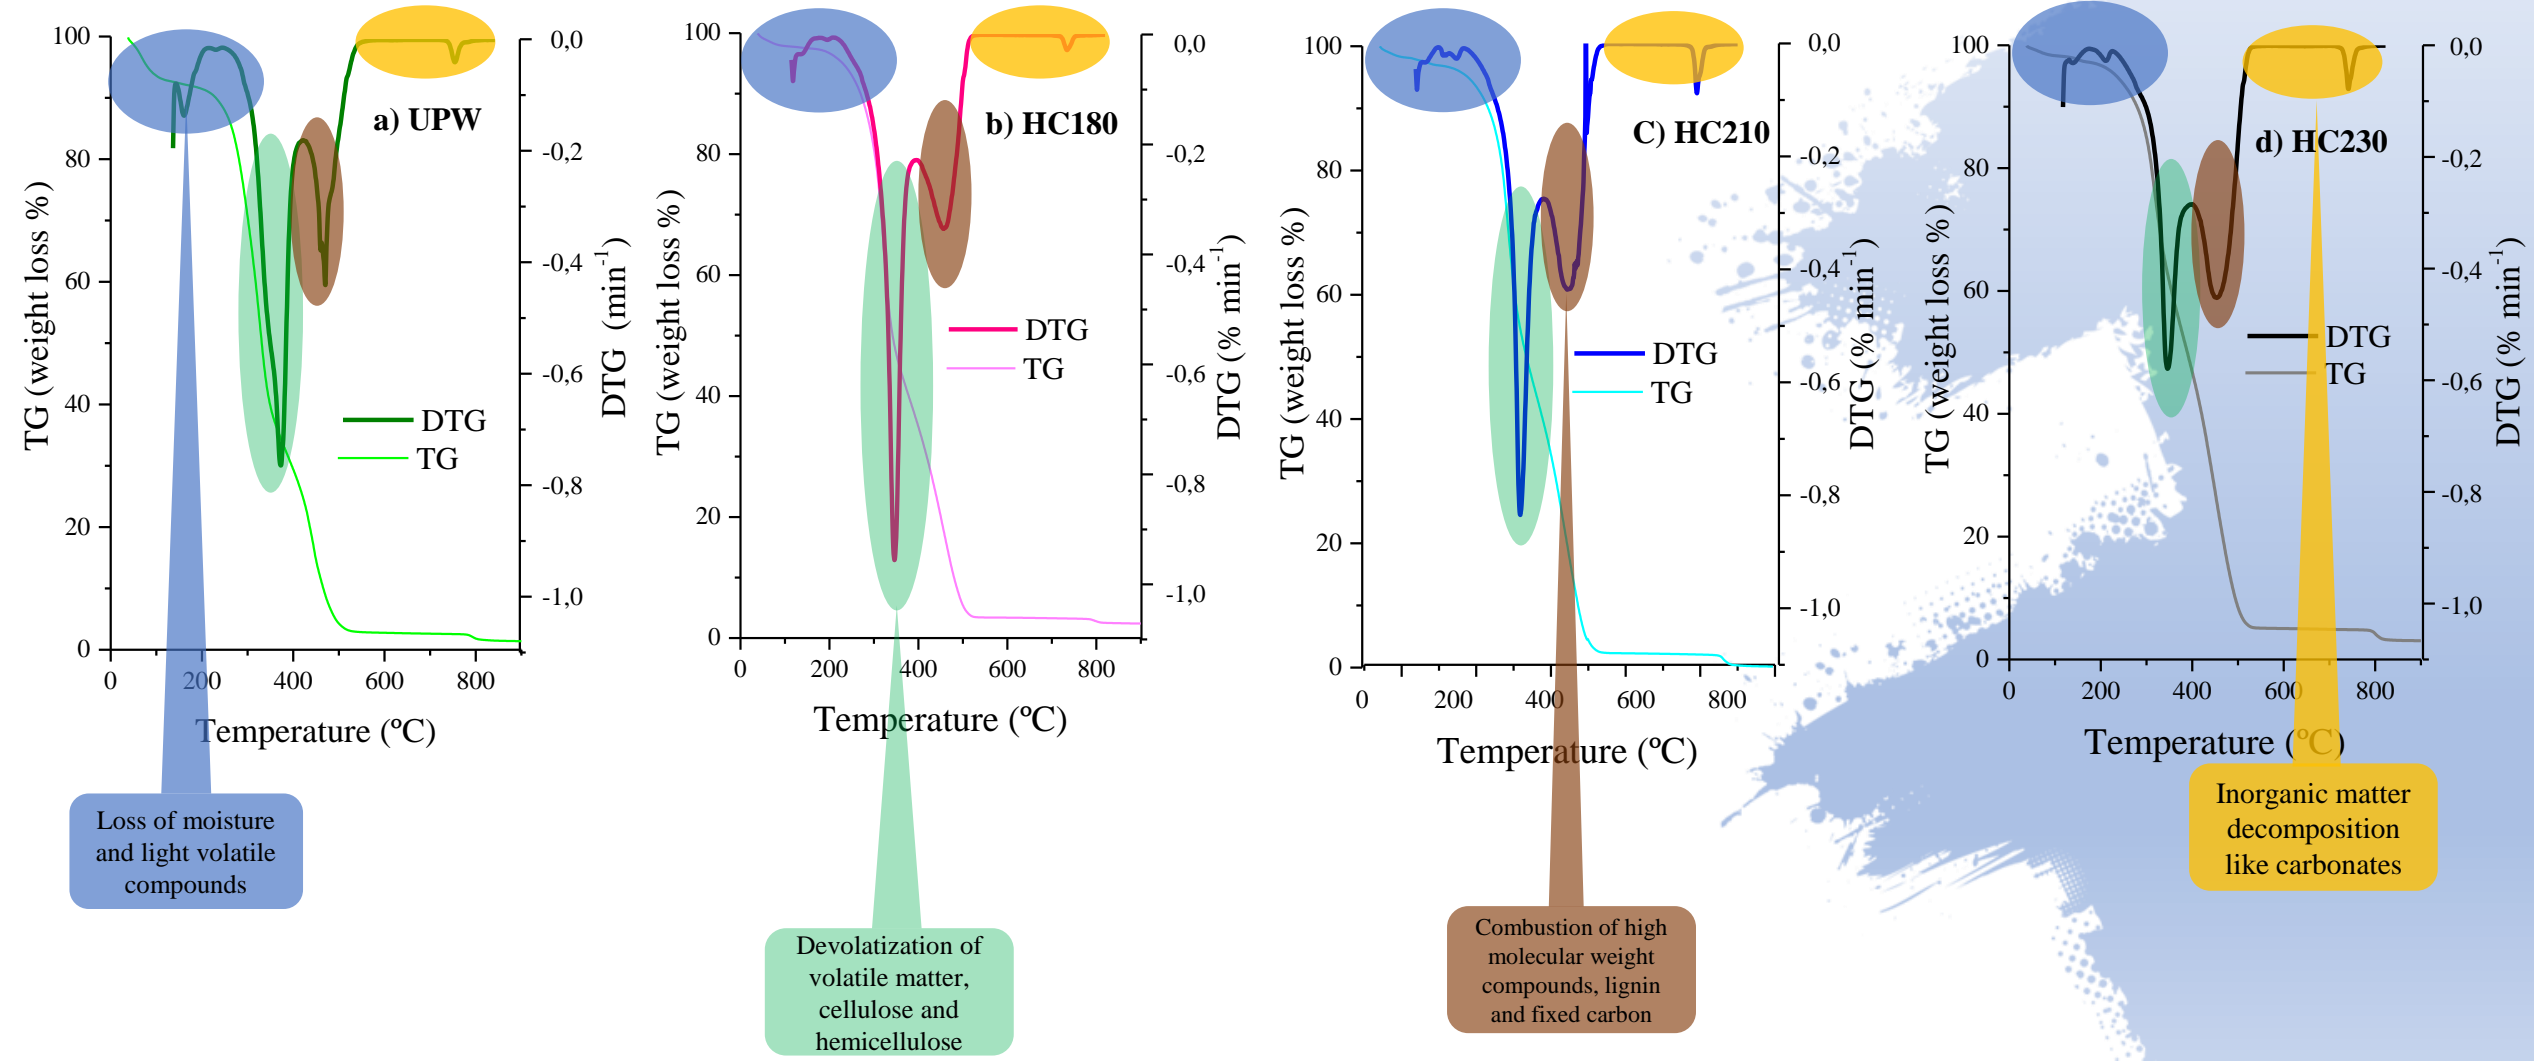 a) UPW
TG (weight loss %)
100
80
60
40
20
0
0
200
400
600
800
Temperature (ºC)
0,0
-0,2
-0,4
-0,6
-0,8
-1,0
DTG (min-1)
DTG
TG
Loss of moisture
and light volatile
compounds
b) HC180
TG (weight loss %)
100
80
60
40
20
0
0
200
400
600
800
Temperature (ºC)
0,0
-0,2
-0,4
-0,6
-0,8
-1,0
DTG (% min-1)
DTG
TG
Devolatization of
volatile matter,
cellulose and
hemicellulose
C) HC210
TG (weight loss %)
100
80
60
40
20
0
0
200
400
600
800
Temperature (ºC)
0,0
-0,2
-0,4
-0,6
-0,8
-1,0
DTG (% min-1)
DTG
TG
Combustion of high
molecular weight
compounds, lignin
and fixed carbon
d) HC230
TG (weight loss %)
100
80
60
40
20
0
0
200
400
600
800
Temperature (ºC)
0,0
-0,2
-0,4
-0,6
-0,8
-1,0
DTG (% min-1)
DTG
TG
Inorganic matter
decomposition
like carbonates